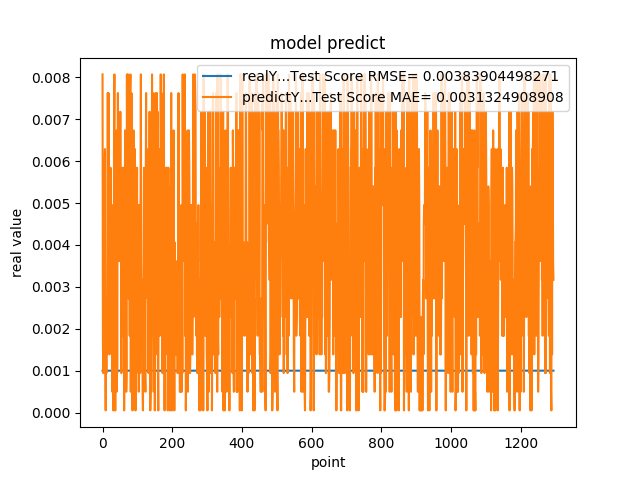 model predict
realY...Test Score RMSE= 0.00383904498271
predictY...Test Score MAE= 0.0031324908908
real value
0.008
0.007
0.006
0.005
0.004
0.003
0.002
0.001
0.000
0 200 400 600 800 1000 1200
point